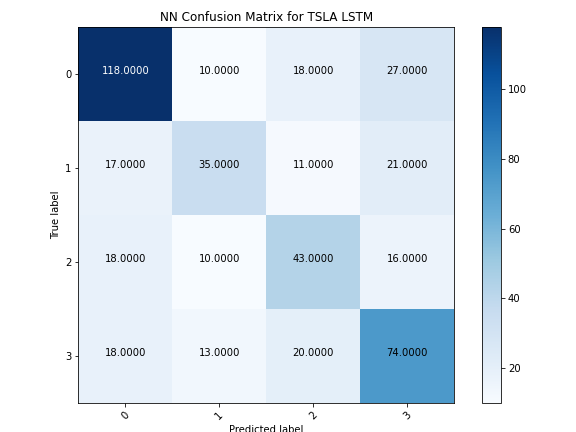 NN Confusion Matrix for TSLA LSTM
0 118.0000 10.0000 18.0000 27.0000
100
1 17.0000 35.0000 11.0000 21.0000
80
True label
60
2 18.0000 10.0000 43.0000 16.0000
40
3 18.0000 13.0000 20.0000 74.0000
20
0 1 2 3
Predicted label